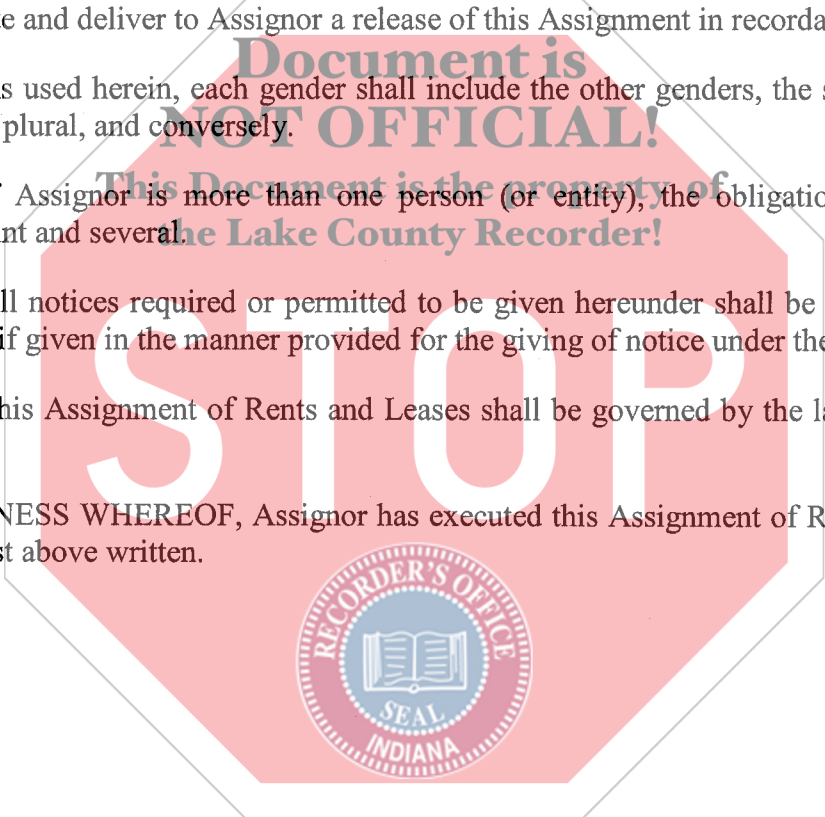 e and deliver to Assignor a release of this Assignment in recorda
Document is
s used herein, each gender shall include the other genders, the s
NOT OFFICIAL!
plural, and conversely.
This Document is the property of
Assignor is more than one person (or entity), the obligatio
the Lake County Recorder!
nt and several.
ll notices required or permitted to be given hereunder shall be
if given in the manner provided for the giving of notice under the
STOP
his Assignment of Rents and Leases shall be governed by the la
NESS WHEREOF, Assignor has executed this Assignment of R
st above written.
RECORDER'S OFFICE
SEAL
INDIANA